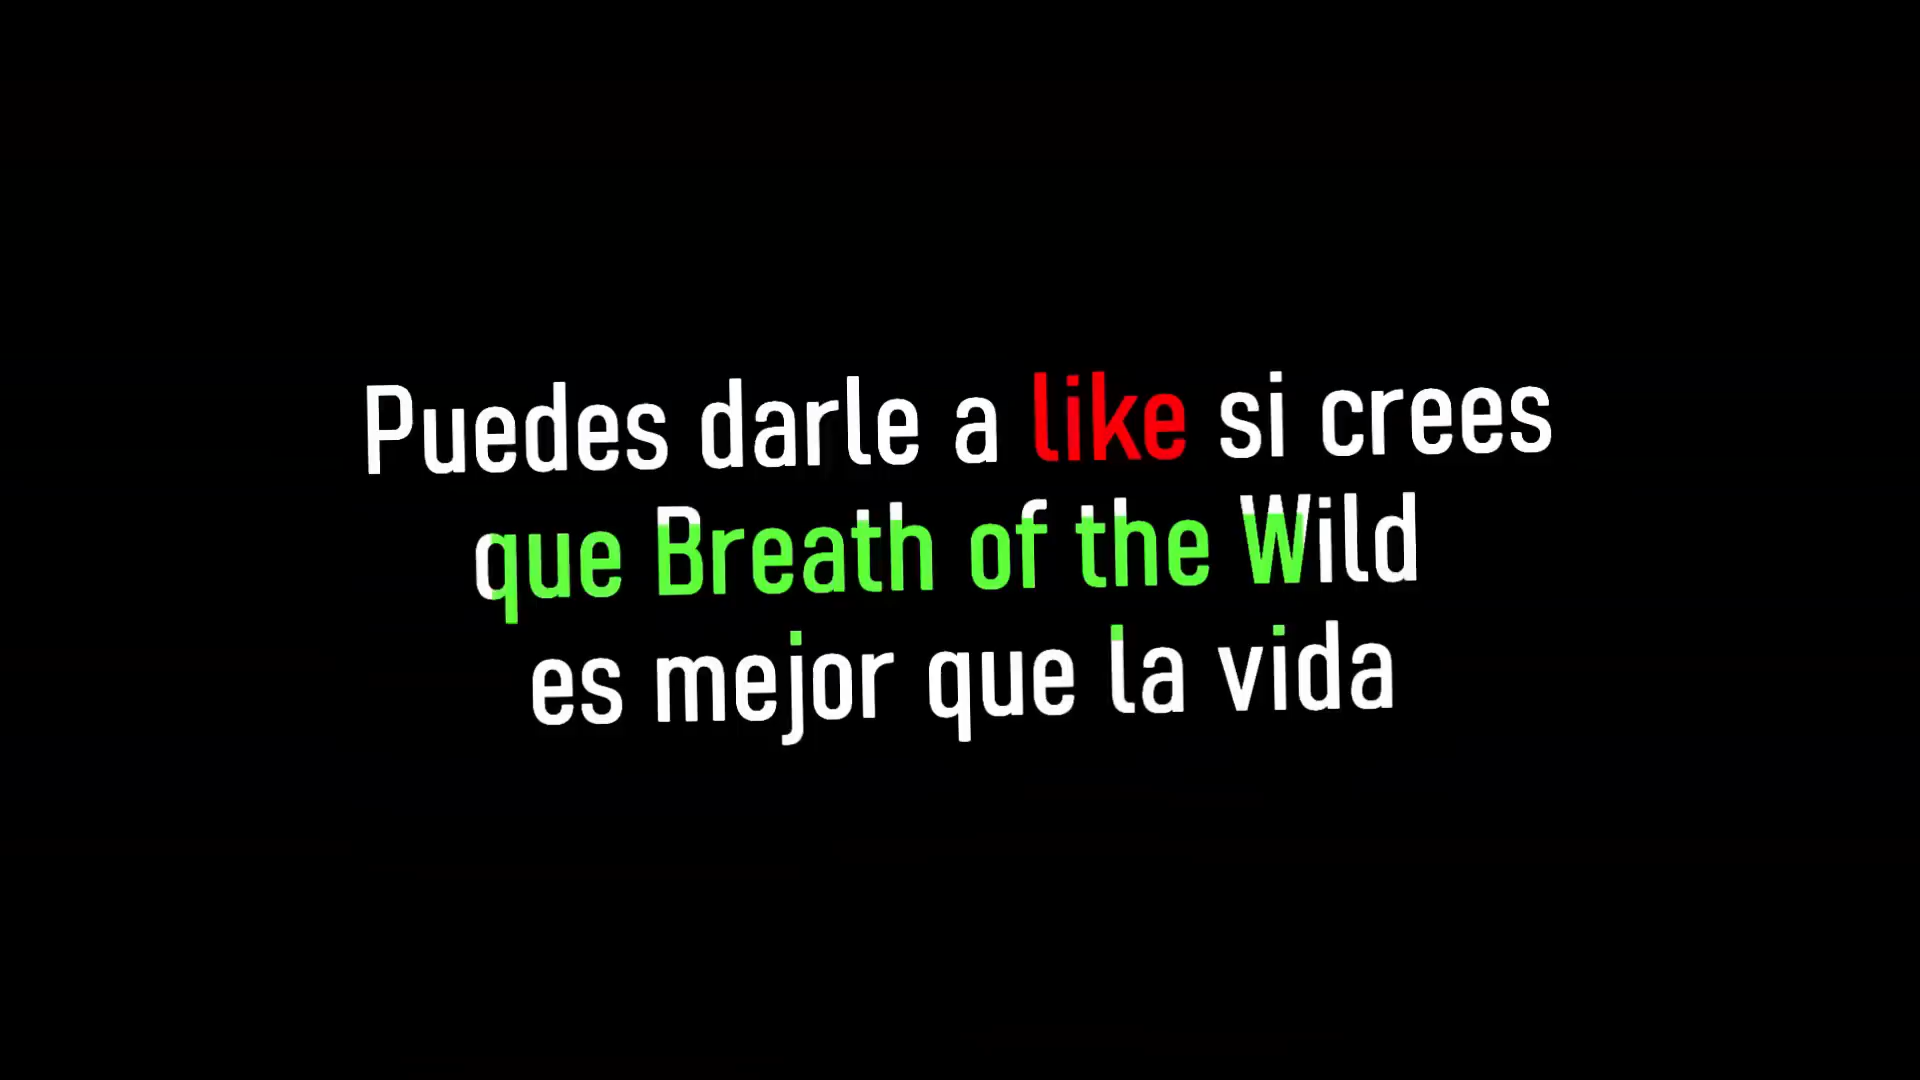 Puedes darle a like si crees
que Breath of the Wild
es mejor que la vida